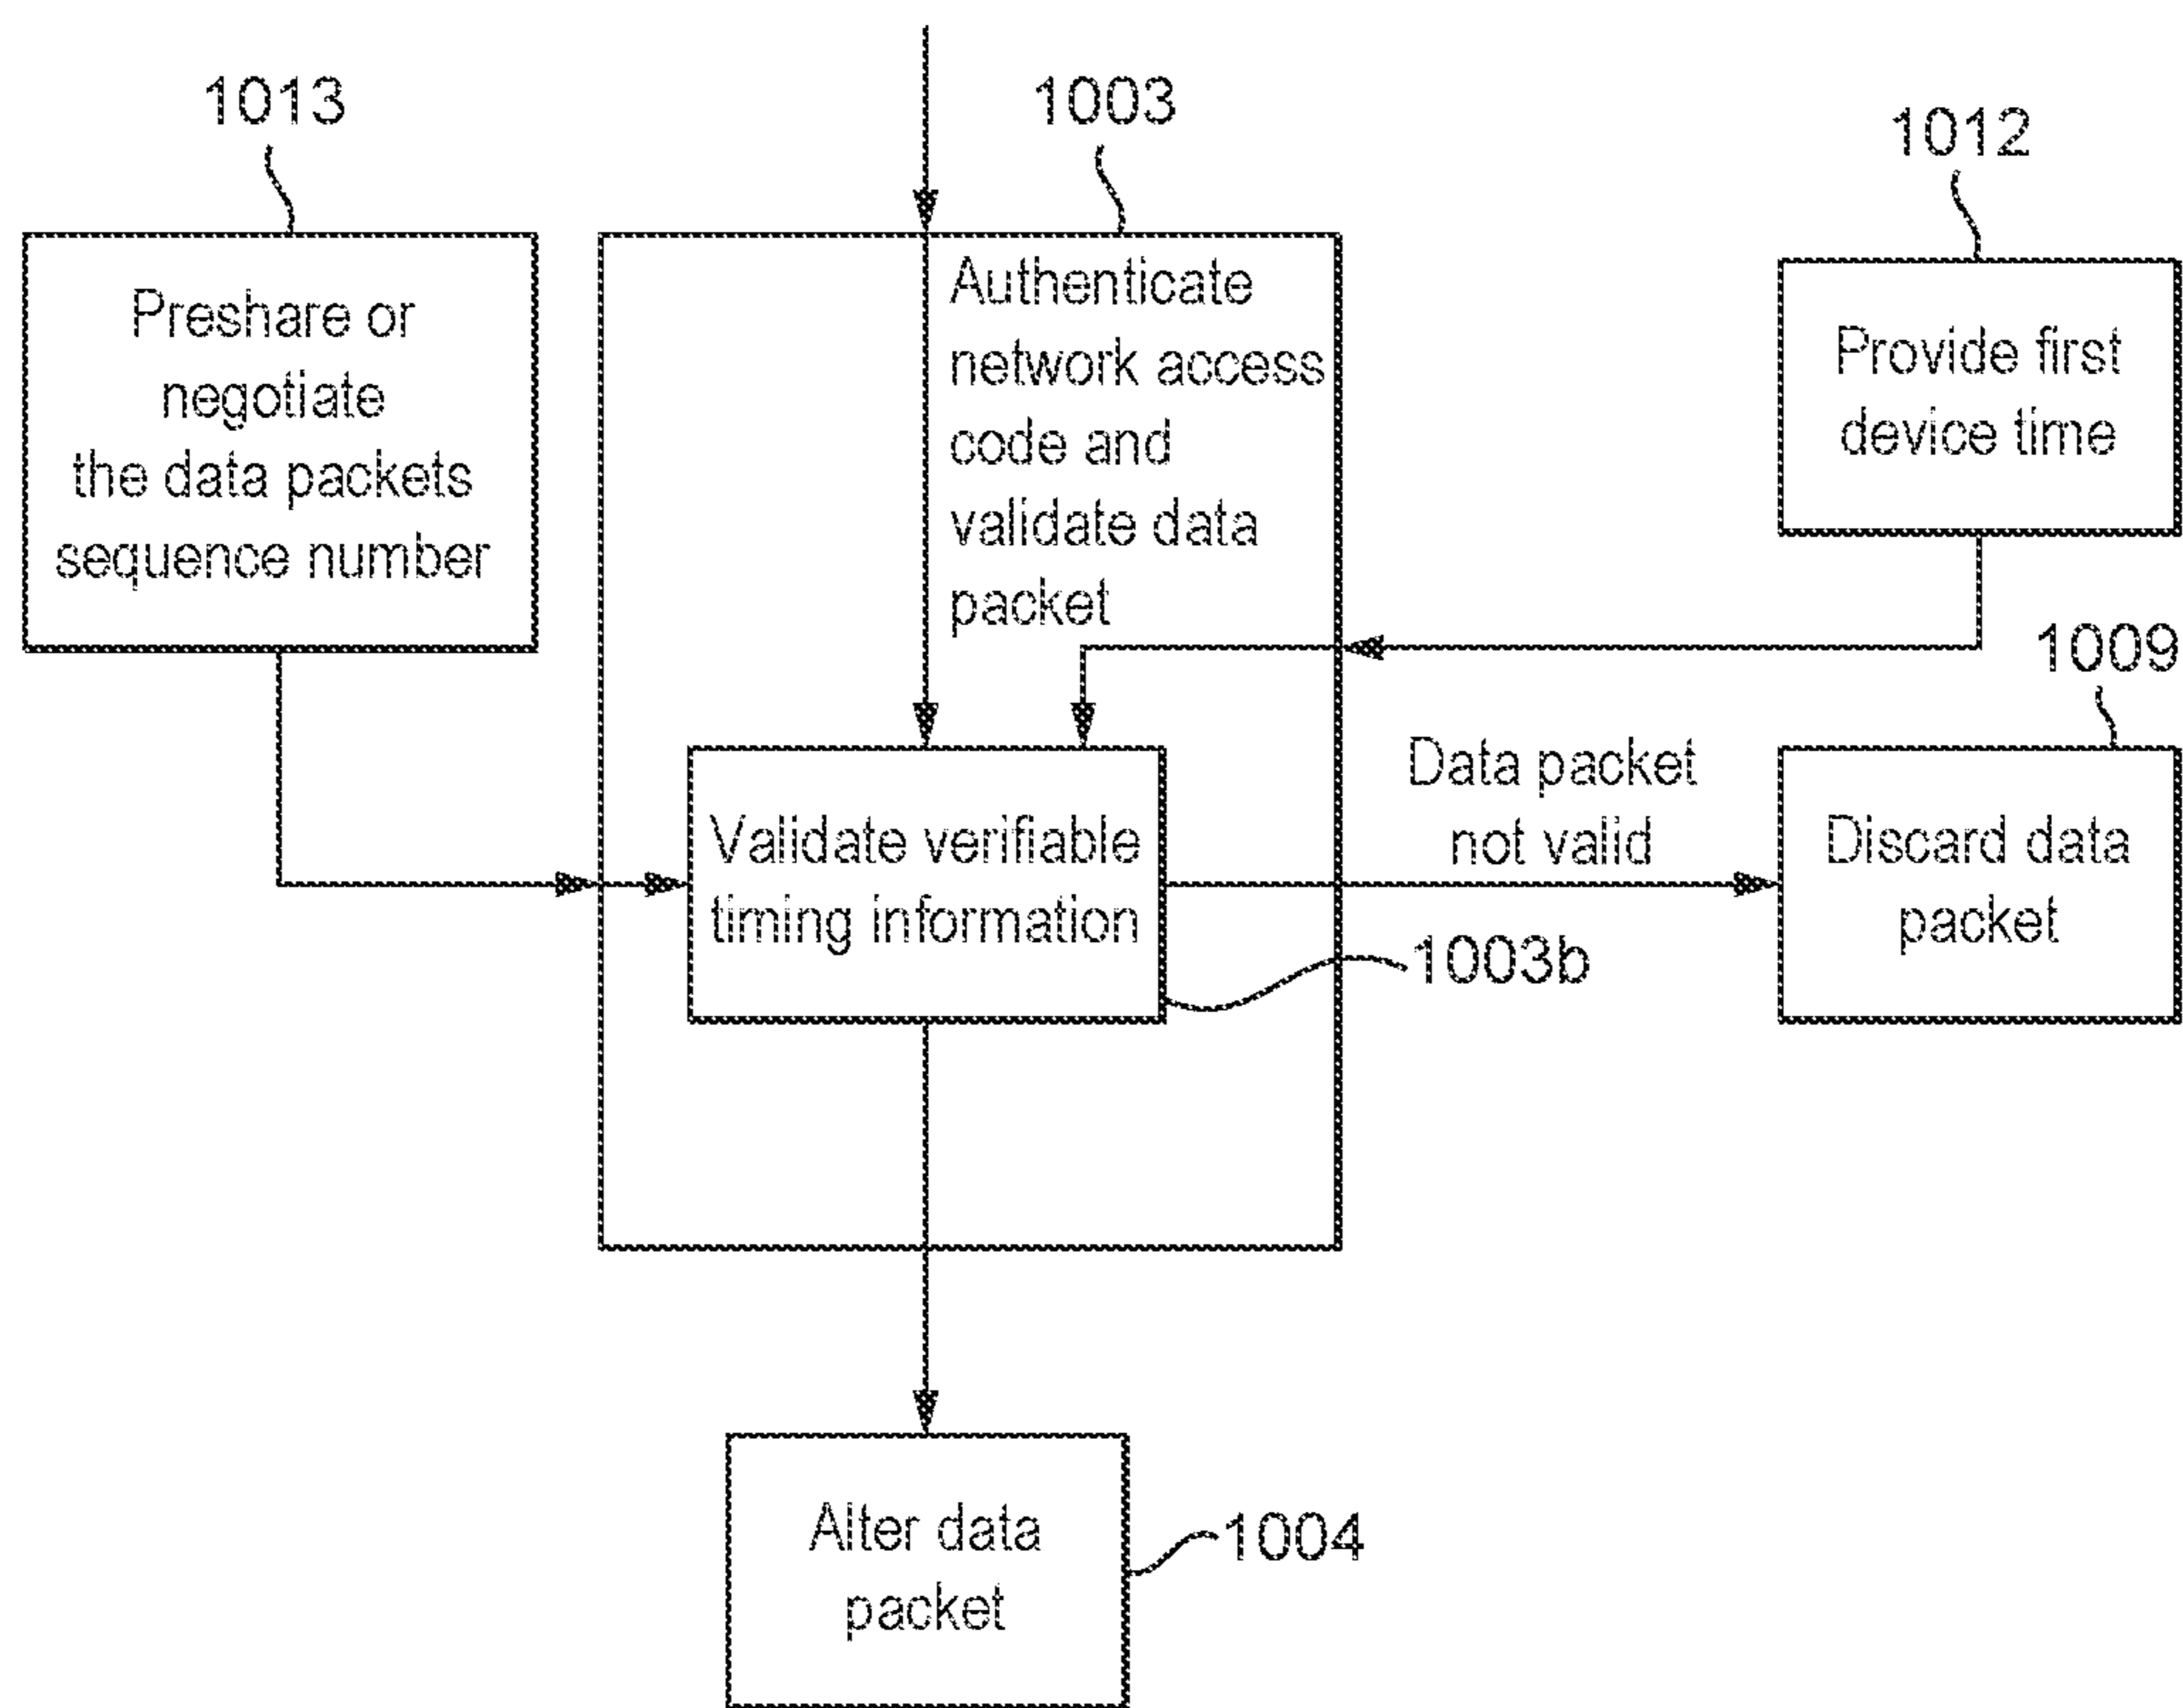 1013
1003
1012
Preshare or
negotiate
the data packets
sequence number
Authenticate
network access
code and
validate data
packet
Provide first
device time
1009
Validate verifiable
timing information
Data packet
not valid
Discard data
packet
1003b
Alter data
packet
1004